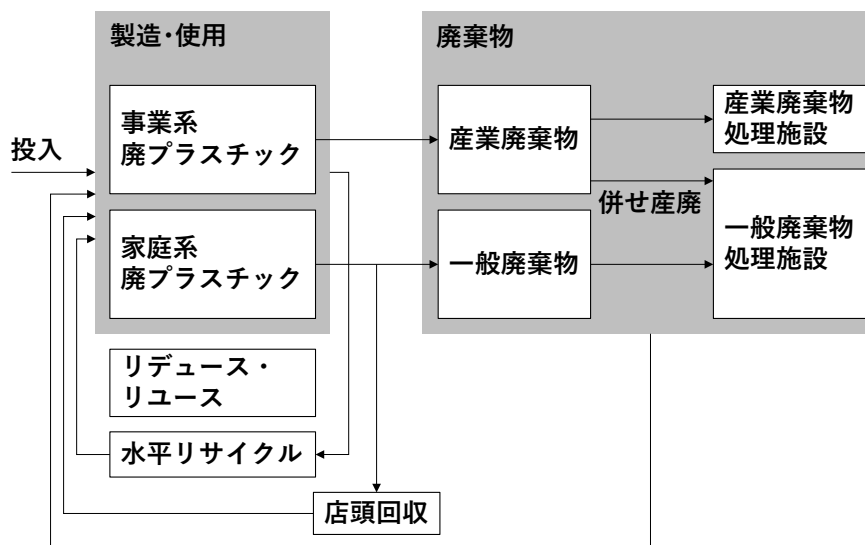 製造・使用
廃棄物
投入
事業系
廃プラスチック
産業廃棄物
産業廃棄物
処理施設
併せ産廃
家庭系
廃プラスチック
一般廃棄物
一般廃棄物
処理施設
リデュース・
リユース
水平リサイクル
店頭回収